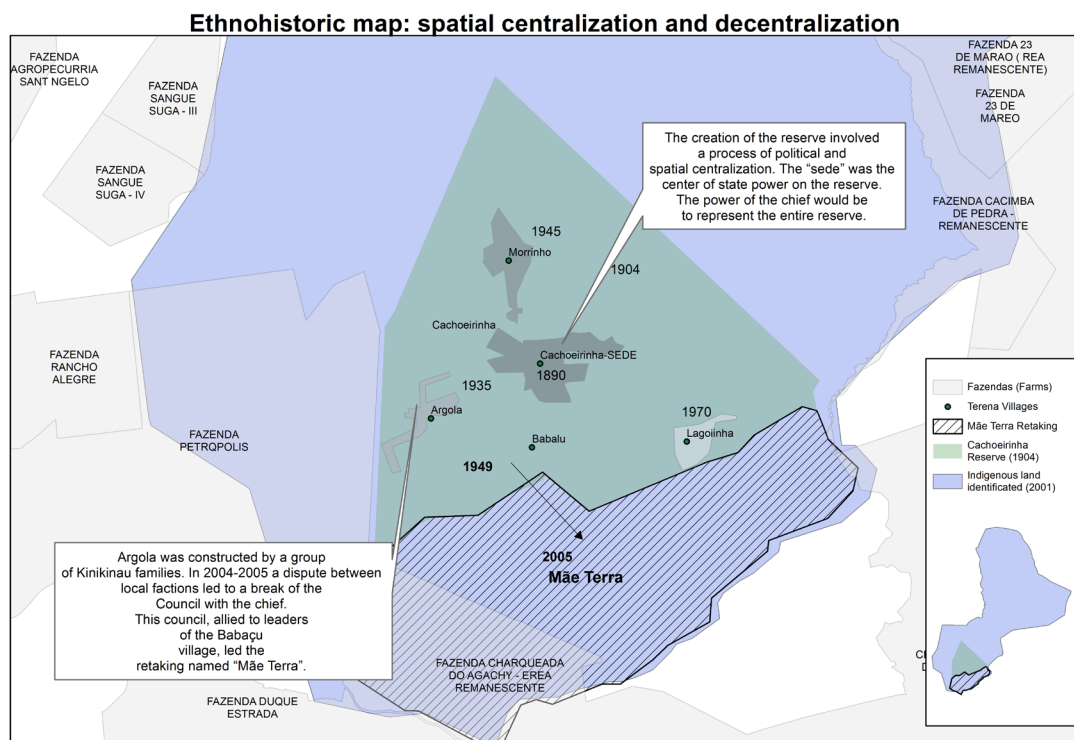 Ethnohistoric map: spatial centralization and decentralization
FAZENDA
AGROPECURRIA
SANT NGELO
FAZENDA
SANGUE
SUGA - III
FAZENDA
SANGUE
SUGA - IV
FAZENDA 23
DE MARAO ( REA
REMANESCENTE)
FAZENDA
23 DE
MAREO
The creation of the reserve involved
a process of political and
spatial centralization. The “sede” was the
center of state power on the reserve.
The power of the chief would be
to represent the entire reserve.
FAZENDA CACIMBA
DE PEDRA -
REMANESCENTE
1945
Morrinho
1904
Cachoeirinha
Cachoeirinha-SEDE
1890
FAZENDA
RANCHO
ALEGRE
1935
Argola
1970
Lagoiinha
FAZENDA
PETRQPOLIS
Babalu
1949
2005
Mãe Terra
Argola was constructed by a group
of Kinikinau families. In 2004-2005 a dispute between
local factions led to a break of the
Council with the chief.
This council, allied to leaders
of the Babaçu
village, led the
retaking named “Mãe Terra”.
FAZENDA CHARQUEADA
DO AGACHY - EREA
REMANESCENTE
FAZENDA DUQUE
ESTRADA
Fazendas (Farms)
Terena Villages
Mãe Terra Retaking
Cachoeirinha
Reserve (1904)
Indigenous land
identificated (2001)